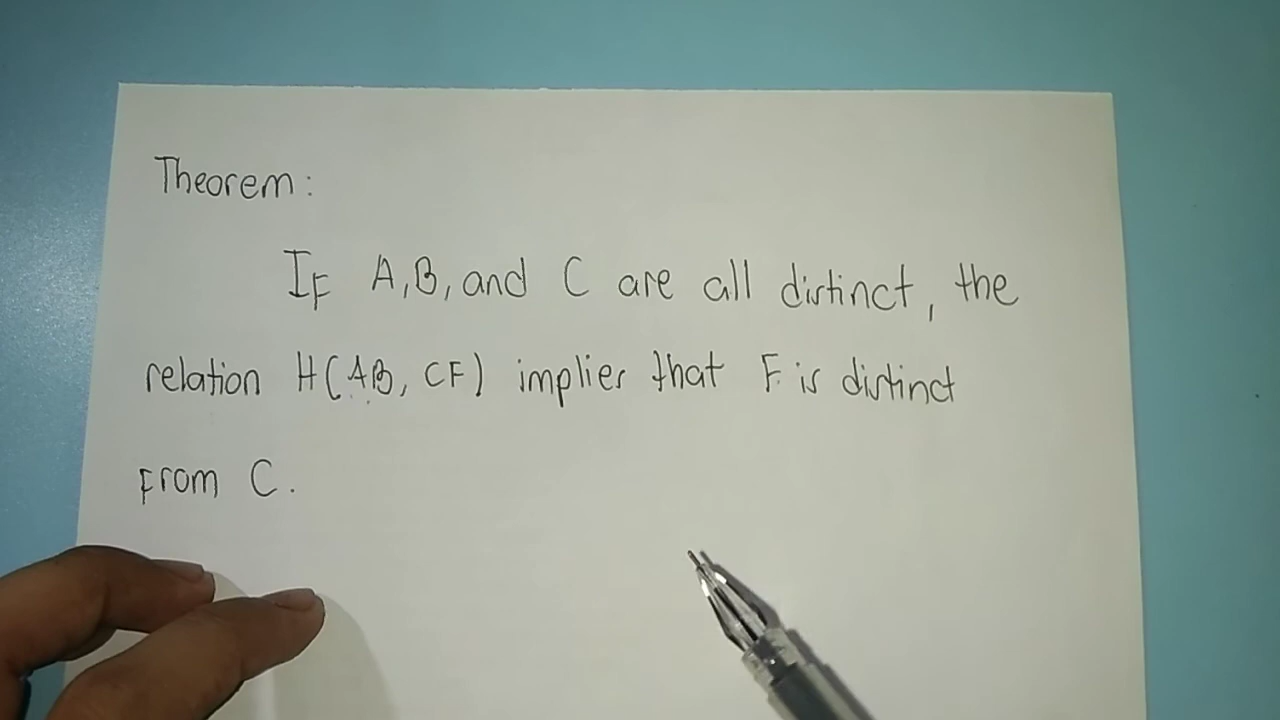 Theorem:
If A, B, and C are all distinct, the
relation H(AB, CF) implies that F is distinct
from C.